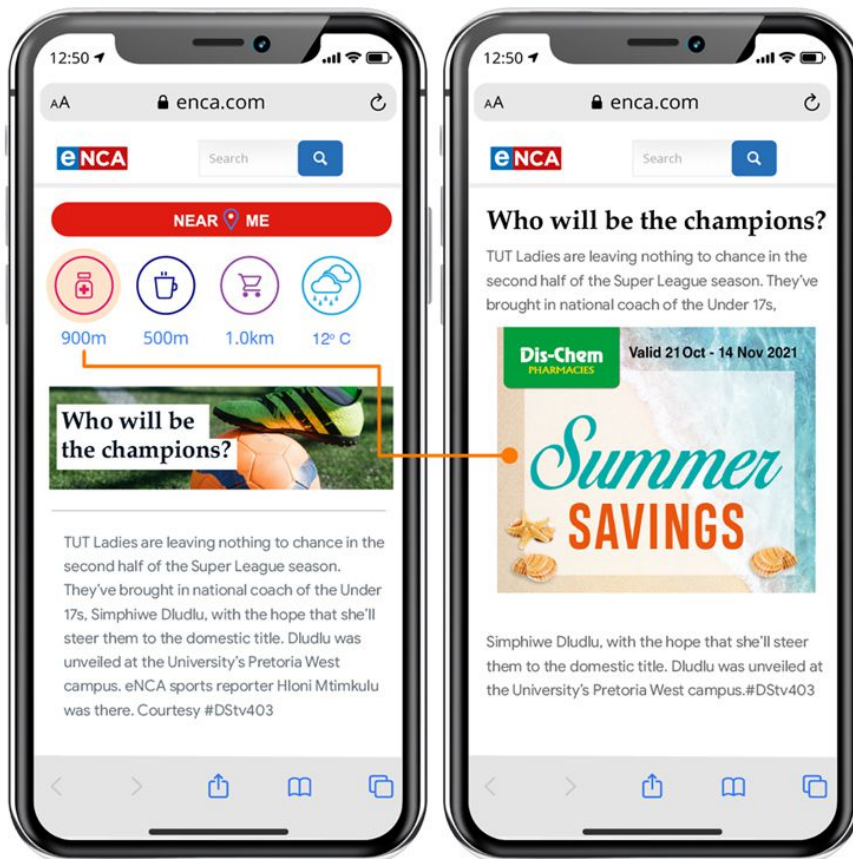 12:50
AA enca.com
eNCA Search
NEAR ME
900m 500m 1.0km 12° C
Who will be
the champions?
TUT Ladies are leaving nothing to chance in the
second half of the Super League season.
They've brought in national coach of the Under
17s, Simphiwe Dludlu, with the hope that she'll
steer them to the domestic title. Dludlu was
unveiled at the University's Pretoria West
campus. eNCA sports reporter Hloni Mtimkulu
was there. Courtesy #DStv403
12:50
AA enca.com
eNCA Search
Who will be the champions?
TUT Ladies are leaving nothing to chance in the
second half of the Super League season. They've
brought in national coach of the Under 17s,
Dis-Chem
PHARMACIES
Valid 21 Oct - 14 Nov 2021
Summer
SAVINGS
Simphiwe Dludlu, with the hope that she'll steer
them to the domestic title. Dludlu was unveiled at
the University's Pretoria West campus.#DStv403